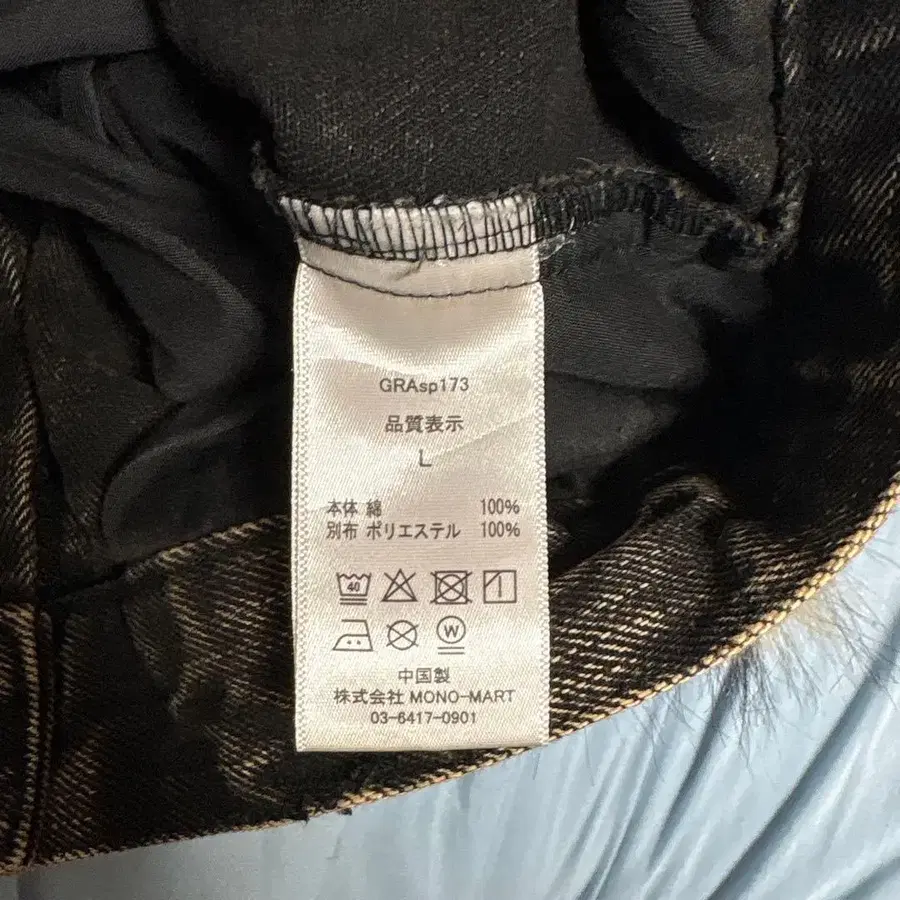 GRAsp173
品質表示
L
本体 綿 100%
別布 ポリエステル 100%
40
W
中国製
株式会社 MONO-MART
03-6417-0901